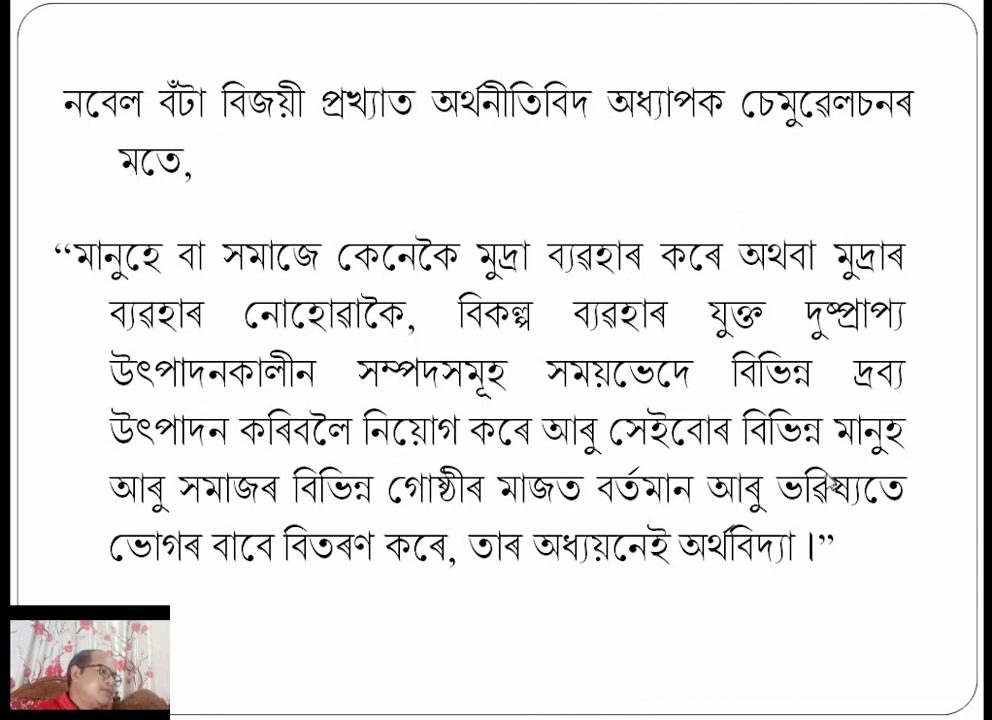 নবেল বঁটা বিজয়ী প্ৰখ্যাত অৰ্থনীতিবিদ অধ্যাপক চেমুৱেলচনৰ
মতে,
“মানুহে বা সমাজে কেনেকৈ মুদ্ৰা ব্যৱহাৰ কৰে অথবা মুদ্ৰাৰ
ব্যৱহাৰ নোহোৱাকৈ, বিকল্প ব্যৱহাৰ যুক্ত দুষ্প্ৰাপ্য
উৎপাদনকালীন সম্পদসমূহ সময়ভেদে বিভিন্ন দ্ৰব্য
উৎপাদন কৰিবলৈ নিয়োগ কৰে আৰু সেইবোৰ বিভিন্ন মানুহ
আৰু সমাজৰ বিভিন্ন গোষ্ঠীৰ মাজত বৰ্তমান আৰু ভৱিষ্যতে
ভোগৰ বাবে বিতৰণ কৰে, তাৰ অধ্যয়নেই অৰ্থবিদ্যা।”